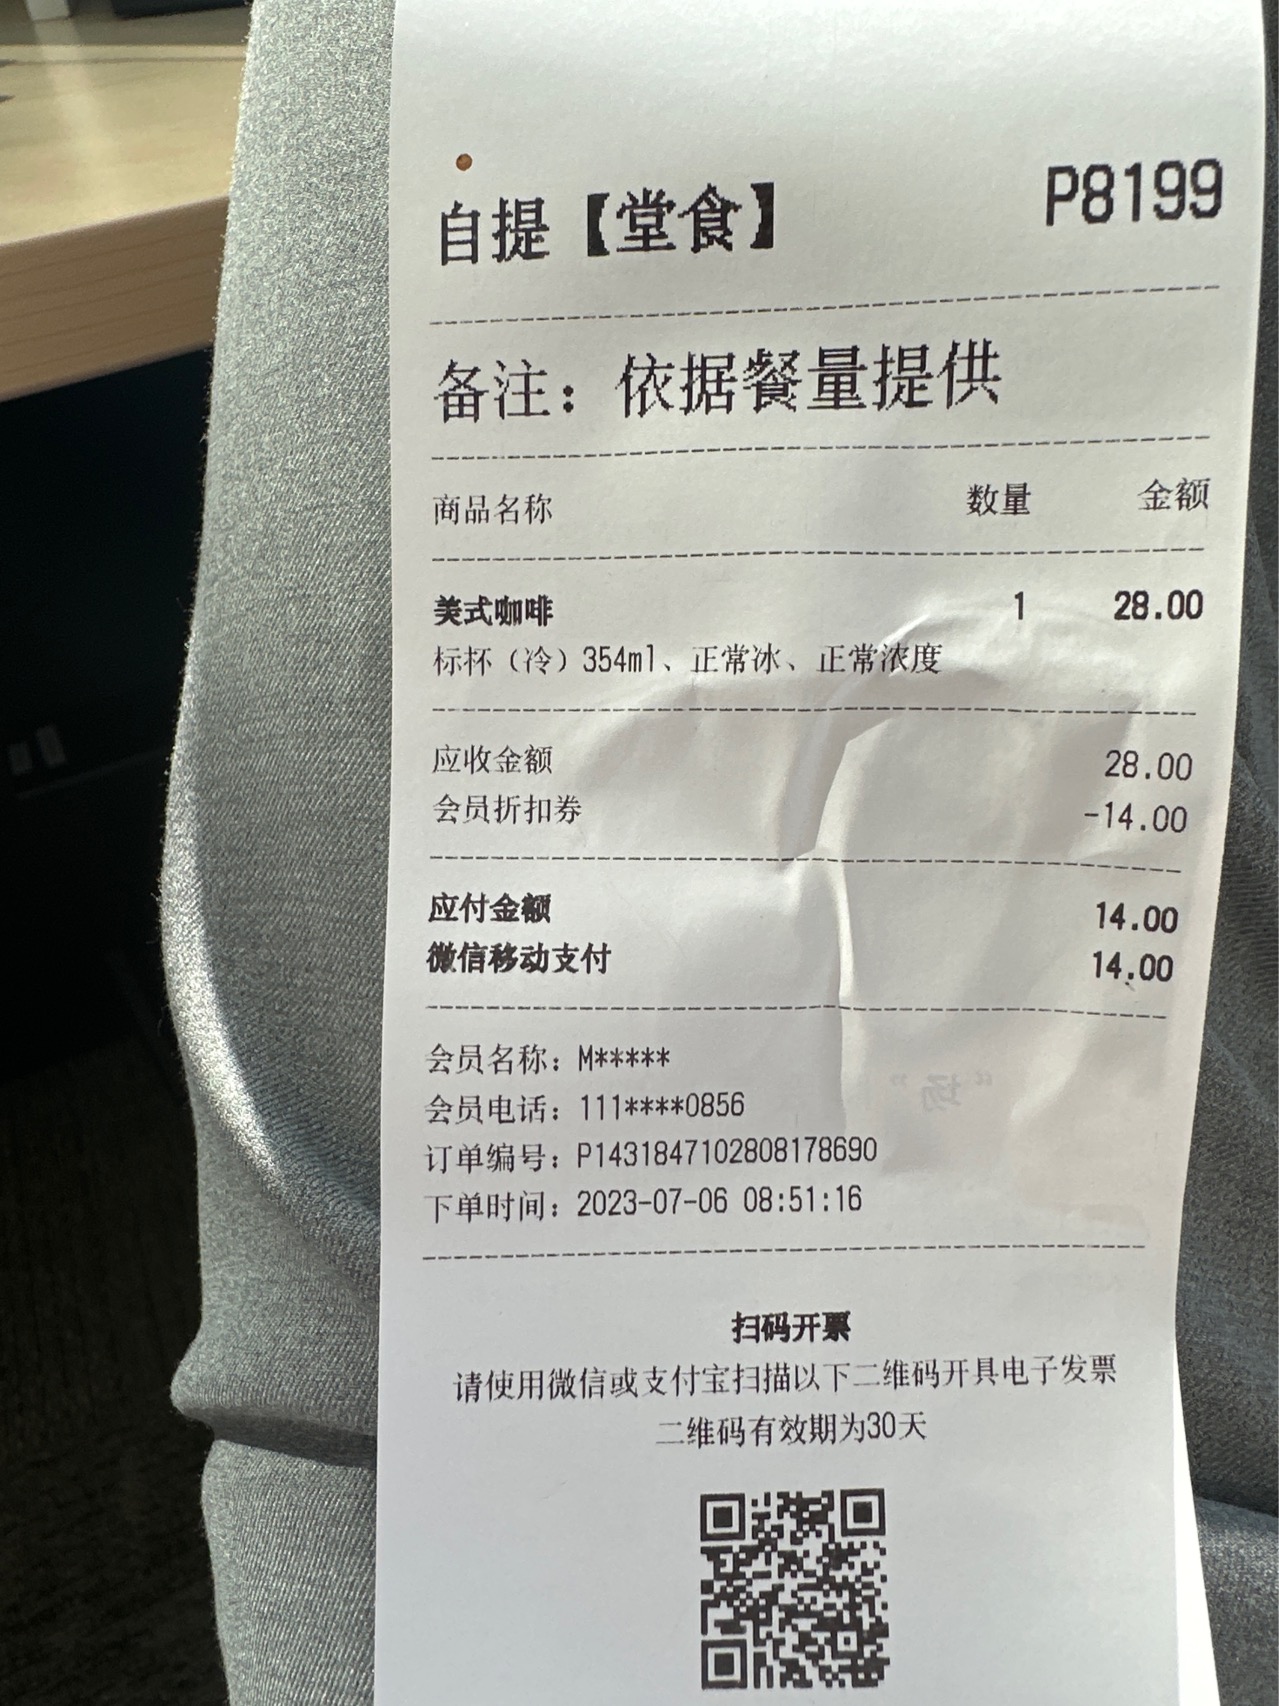 自提【堂食】 P8199
备注：依据餐量提供
商品名称 数量 金额
美式咖啡 1 28.00
标杯（冷）354ml、正常冰、正常浓度
应收金额 28.00
会员折扣券 -14.00
应付金额 14.00
微信移动支付 14.00
会员名称：M*****
会员电话：111****0856
订单编号：P1431847102808178690
下单时间：2023-07-06 08:51:16
扫码开票
请使用微信或支付宝扫描以下二维码开具电子发票
二维码有效期为30天